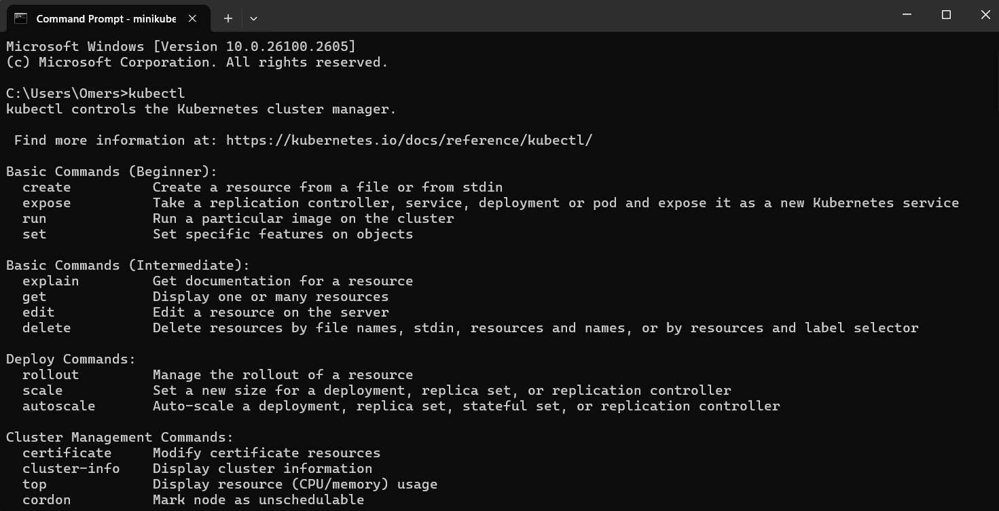 Command Prompt - minikube
Microsoft Windows [Version 10.0.26100.2605]
(c) Microsoft Corporation. All rights reserved.
C:\Users\Omers>kubectl
kubectl controls the Kubernetes cluster manager.
Find more information at: https://kubernetes.io/docs/reference/kubectl/
Basic Commands (Beginner):
create Create a resource from a file or from stdin
expose Take a replication controller, service, deployment or pod and expose it as a new Kubernetes service
run Run a particular image on the cluster
set Set specific features on objects
Basic Commands (Intermediate):
explain Get documentation for a resource
get Display one or many resources
edit Edit a resource on the server
delete Delete resources by file names, stdin, resources and names, or by resources and label selector
Deploy Commands:
rollout Manage the rollout of a resource
scale Set a new size for a deployment, replica set, or replication controller
autoscale Auto-scale a deployment, replica set, stateful set, or replication controller
Cluster Management Commands:
certificate Modify certificate resources
cluster-info Display cluster information
top Display resource (CPU/memory) usage
cordon Mark node as unschedulable